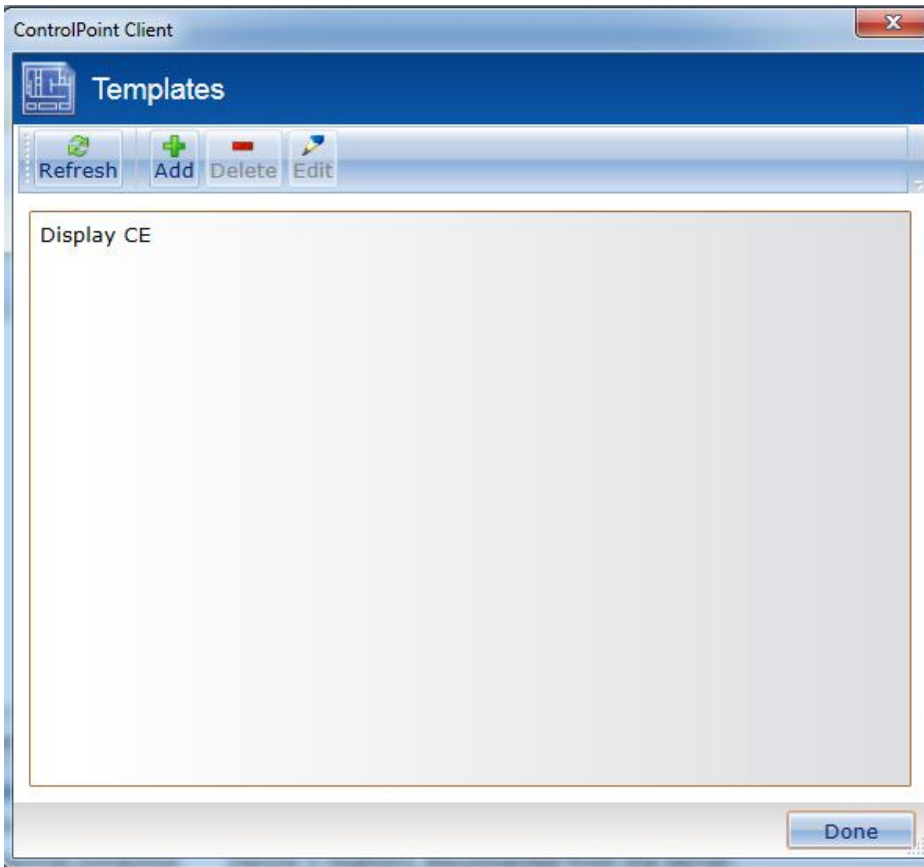 ControlPoint Client
Templates
Refresh Add Delete Edit
Display CE
Done